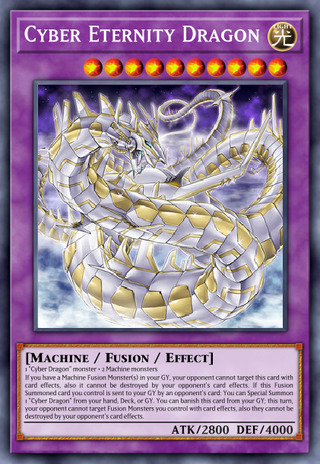 CYBER ETERNITY DRAGON
LIGHT
光
[MACHINE / FUSION / EFFECT]
1 "Cyber Dragon" monster + 2 Machine monsters
If you have a Machine Fusion Monster(s) in your GY, your opponent cannot target this card with
card effects, also it cannot be destroyed by your opponent's card effects. If this Fusion
Summoned card you control is sent to your GY by an opponent's card: You can Special Summon
1 "Cyber Dragon" from your hand, Deck, or GY. You can banish this card from your GY; this turn,
your opponent cannot target Fusion Monsters you control with card effects, also they cannot be
destroyed by your opponent's card effects.
ATK/2800 DEF/4000